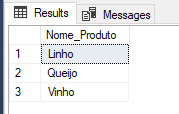 Results Messages
Nome_Produto
1 Linho
2 Queijo
3 Vinho